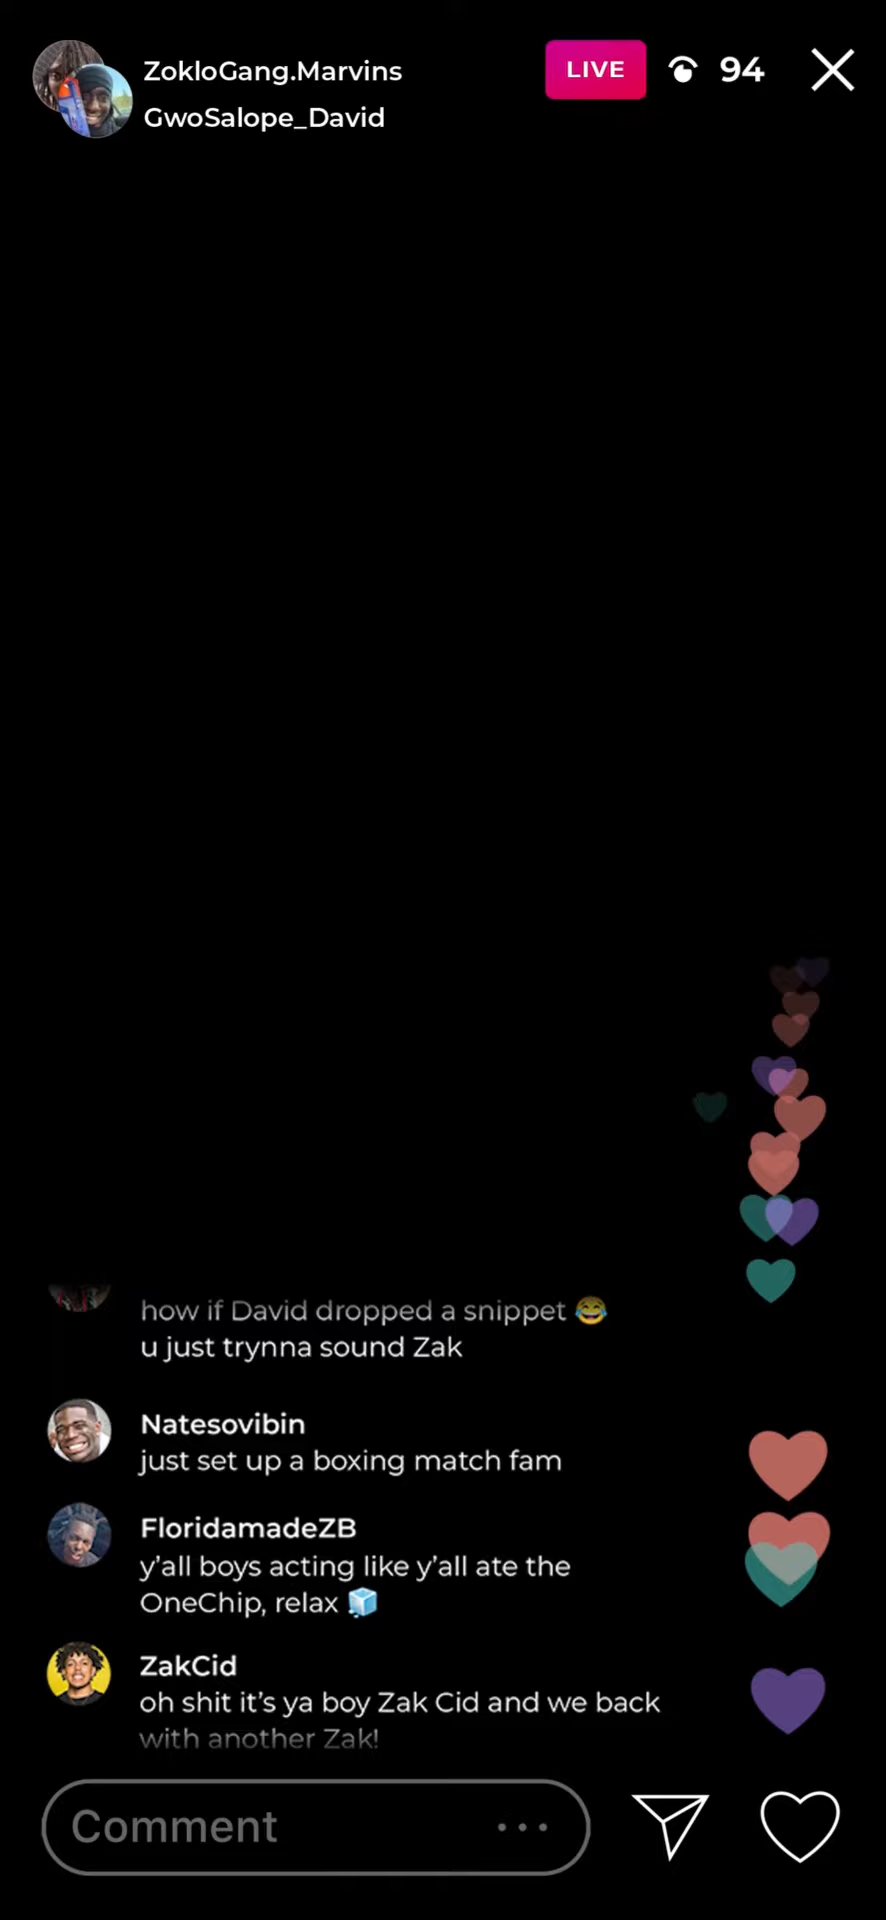 ZokloGang.Marvins
LIVE
94
GwoSalope_David
how if David dropped a snippet 😂
u just trynna sound Zak
Natesovibin
just set up a boxing match fam
FloridamadeZB
y’all boys acting like y’all ate the
OneChip, relax 🧊
ZakCid
oh shit it’s ya boy Zak Cid and we back
with another Zak!
Comment